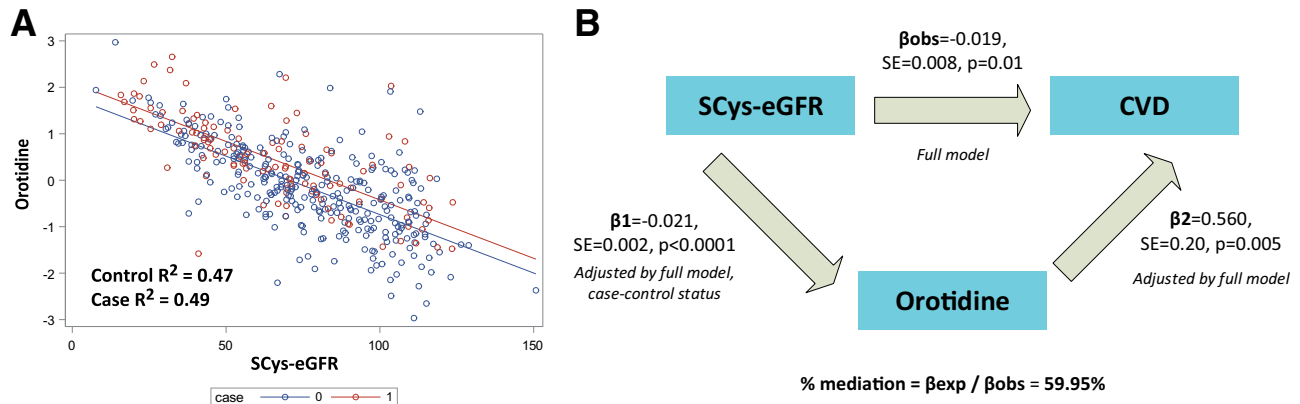 A
3
2
1
0
-1
-2
-3
Orotidine
Control R² = 0.47
Case R² = 0.49
0 50 100 150
SCys-eGFR
case 0 1
B
βobs=-0.019,
SE=0.008, p=0.01
SCys-eGFR
CVD
Full model
β1=-0.021,
SE=0.002, p<0.0001
Adjusted by full model,
case-control status
β2=0.560,
SE=0.20, p=0.005
Adjusted by full model
Orotidine
% mediation = βexp / βobs = 59.95%